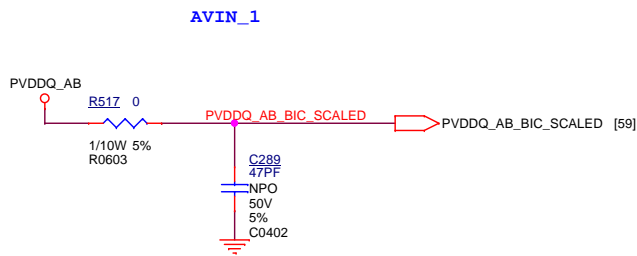 AVIN_1
PVDDQ_AB
R517 0
1/10W 5%
R0603
PVDDQ_AB_BIC_SCALED
PVDDQ_AB_BIC_SCALED [59]
C289
47PF
NPO
50V
5%
C0402